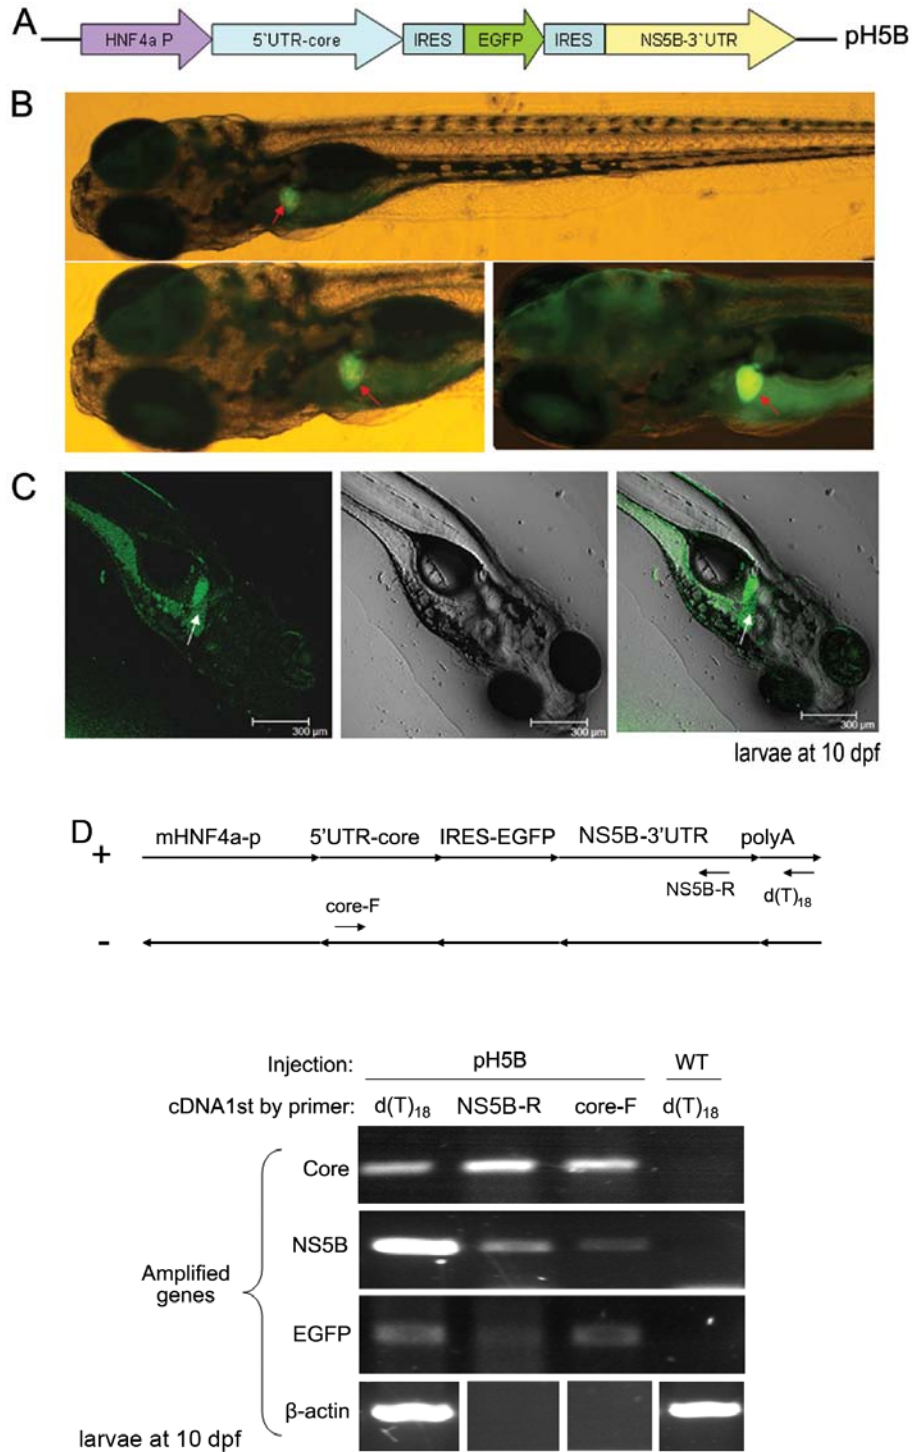 A
HNF4a P
5`UTR-core
IRES
EGFP
IRES
NS5B-3`UTR
pH5B
B
C
300 µm
300 µm
300 µm
larvae at 10 dpf
D
+
mHNF4a-p
5'UTR-core
IRES-EGFP
NS5B-3'UTR
polyA
NS5B-R
d(T)18
core-F
-
Injection:
pH5B
WT
cDNA1st by primer:
d(T)18
NS5B-R
core-F
d(T)18
Core
NS5B
Amplified
genes
EGFP
β-actin
larvae at 10 dpf